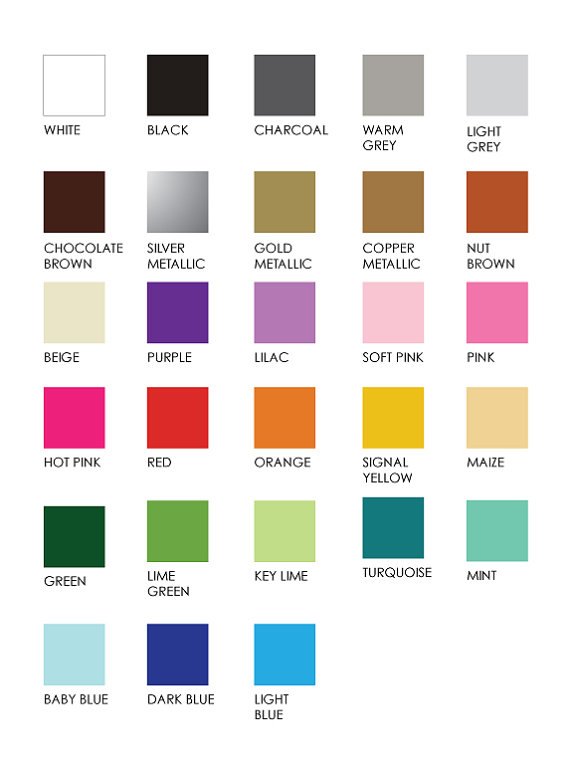 WHITE
BLACK
CHARCOAL
WARM
GREY
LIGHT
GREY
CHOCOLATE
BROWN
SILVER
METALLIC
GOLD
METALLIC
COPPER
METALLIC
NUT
BROWN
BEIGE
PURPLE
LILAC
SOFT PINK
PINK
HOT PINK
RED
ORANGE
SIGNAL
YELLOW
MAIZE
GREEN
LIME
GREEN
KEY LIME
TURQUOISE
MINT
BABY BLUE
DARK BLUE
LIGHT
BLUE